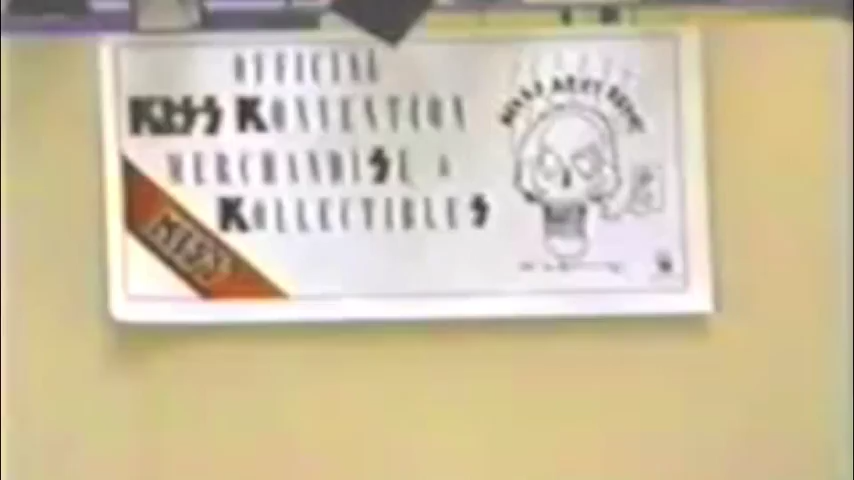 OFFICIAL
KISS KONVENTION
MERCHANDISE &
KOLLECTIBLES
KISS